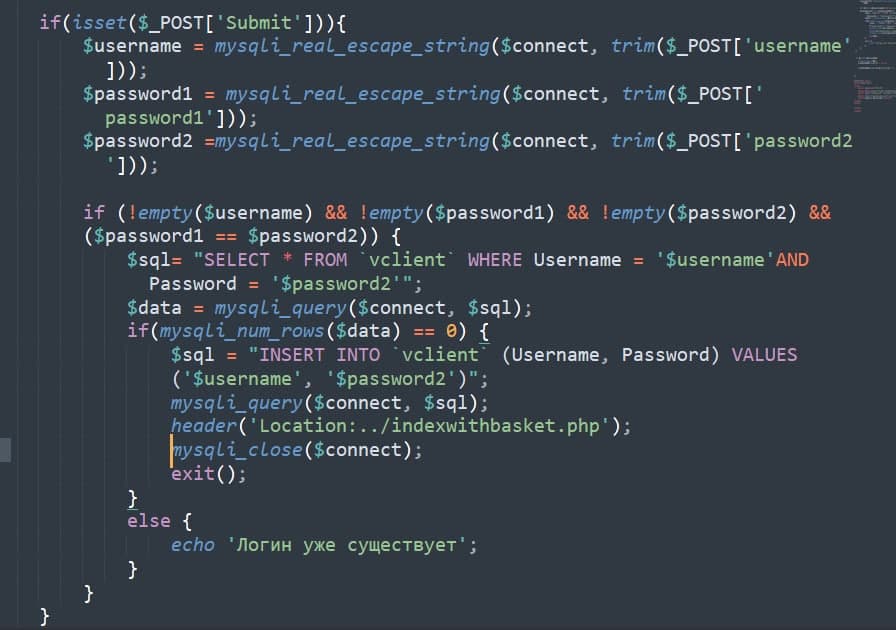 if(isset($_POST['Submit'])){
$username = mysqli_real_escape_string($connect, trim($_POST['username'
]));
$password1 = mysqli_real_escape_string($connect, trim($_POST['
password1']));
$password2 =mysqli_real_escape_string($connect, trim($_POST['password2
']));
if (!empty($username) && !empty($password1) && !empty($password2) &&
($password1 == $password2)) {
$sql= "SELECT * FROM `vclient` WHERE Username = '$username'AND
Password = '$password2'";
$data = mysqli_query($connect, $sql);
if(mysqli_num_rows($data) == 0) {
$sql = "INSERT INTO `vclient` (Username, Password) VALUES
('$username', '$password2')";
mysqli_query($connect, $sql);
header('Location:../indexwithbasket.php');
mysqli_close($connect);
exit();
}
else {
echo 'Логин уже существует';
}
}
}